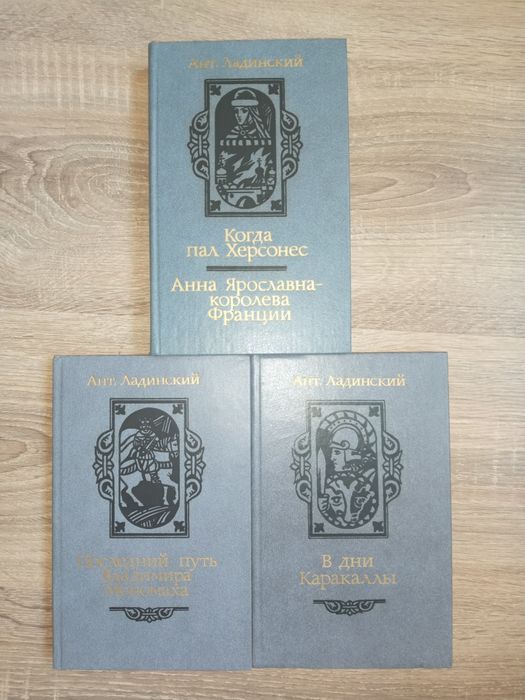 Ант. Ладинский
Когда
пал Херсонес
Анна Ярославна-
королева
Франции
Ант. Ладинский
Последний путь
Владимира
Мономаха
Ант. Ладинский
В дни
Каракаллы